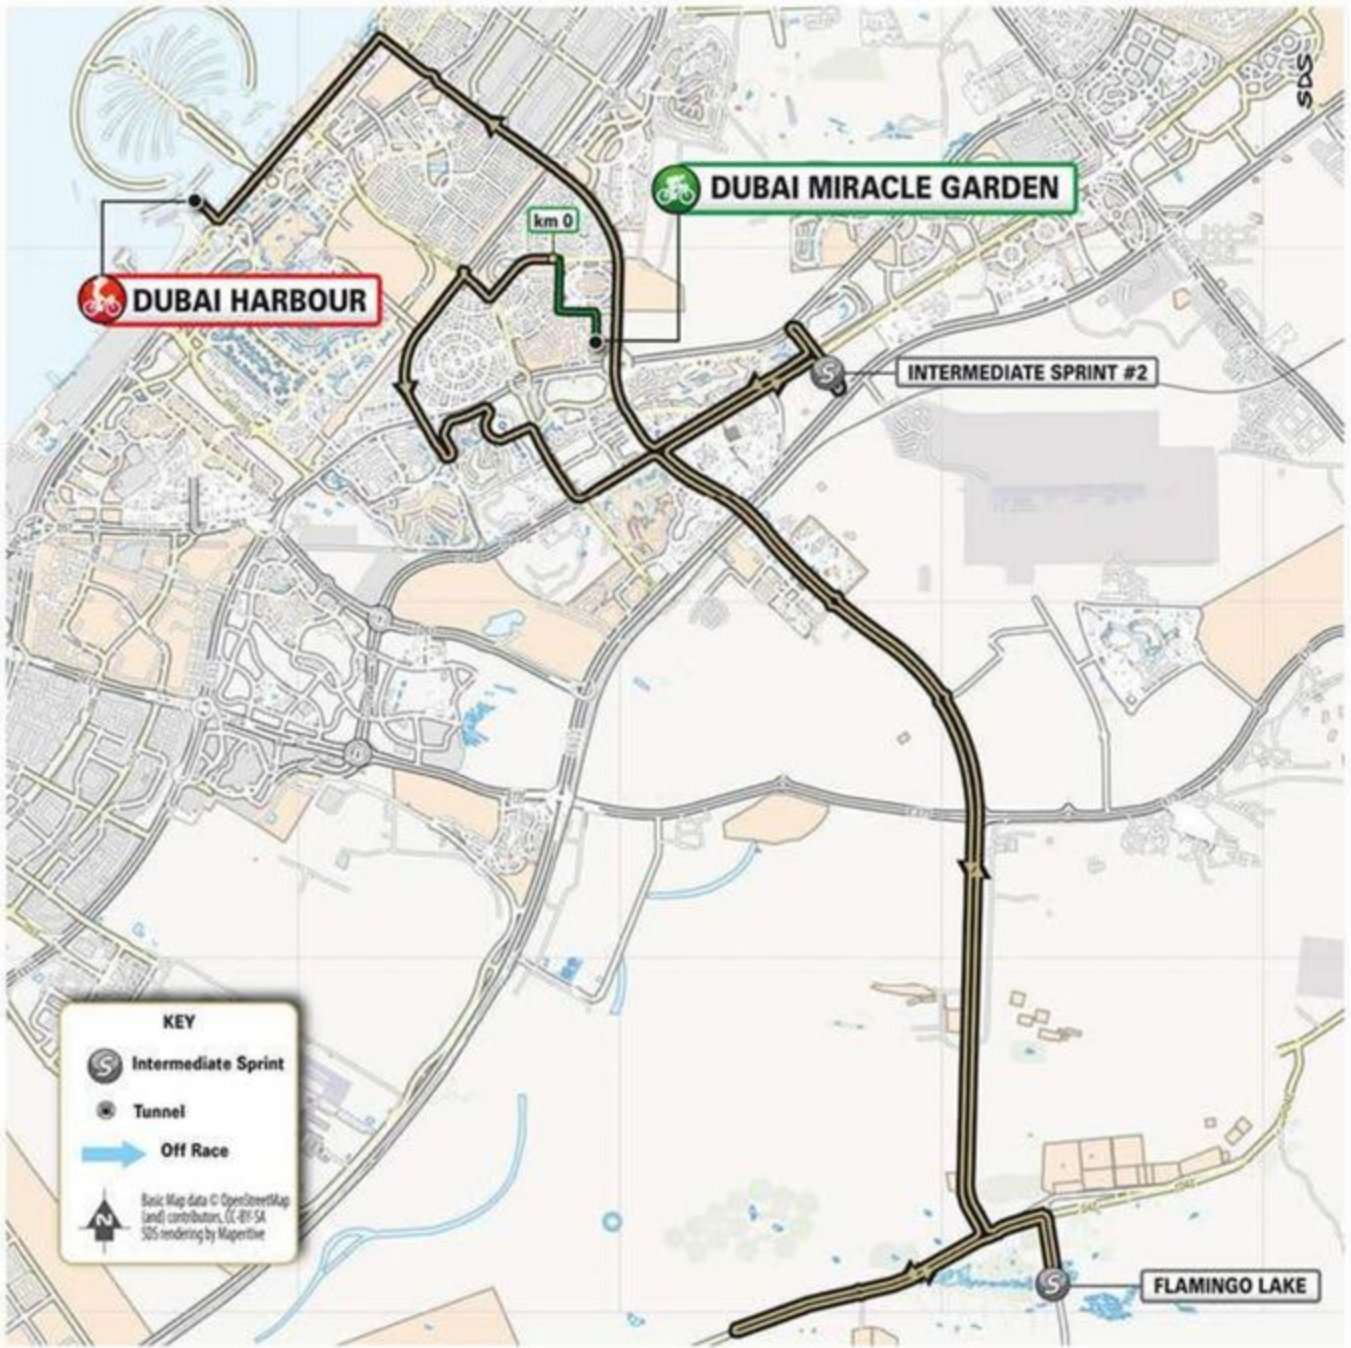 SDS
DUBAI MIRACLE GARDEN
km 0
DUBAI HARBOUR
S
INTERMEDIATE SPRINT #2
KEY
S Intermediate Sprint
Tunnel
Off Race
N
Basic Map data © OpenStreetMap
(and) contributors, CC-BY-SA
SDS rendering by Maperitive
S
FLAMINGO LAKE